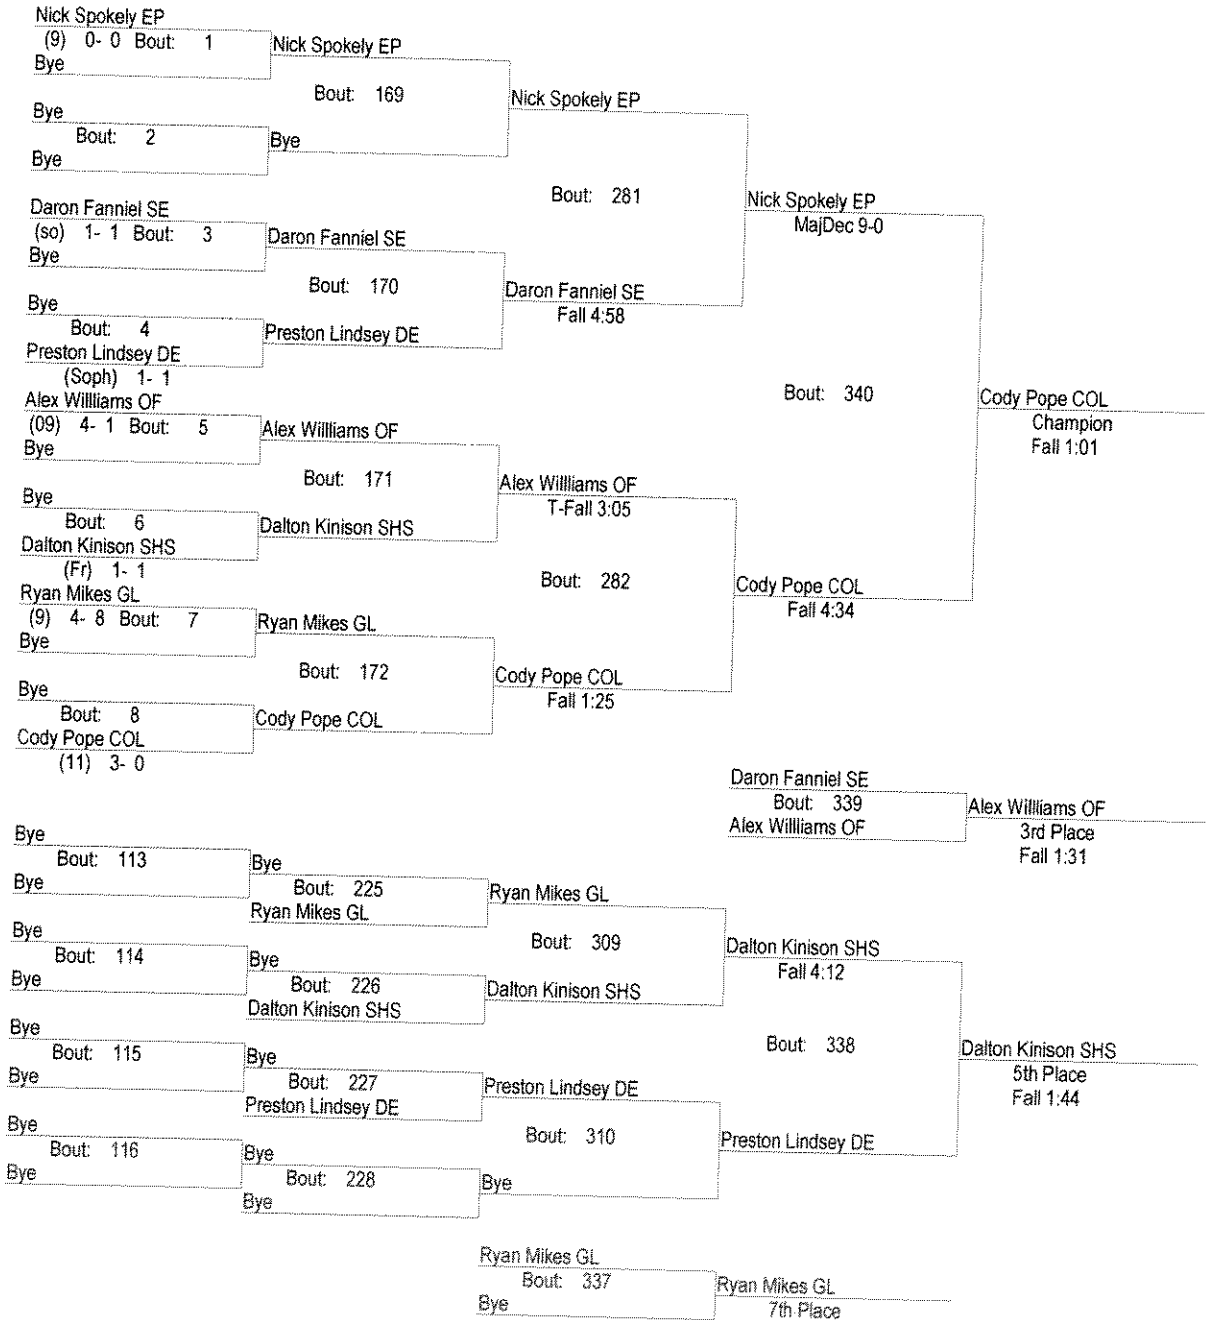 Nick Spokely EP
(9) 0- 0 Bout: 1
Bye
Nick Spokely EP
Bout: 169
Nick Spokely EP
Bye
Bout: 2
Bye
Bye
Bout: 281
Nick Spokely EP
MajDec 9-0
Daron Fanniel SE
(so) 1- 1 Bout: 3
Bye
Daron Fanniel SE
Bout: 170
Daron Fanniel SE
Fall 4:58
Bye
Bout: 4
Preston Lindsey DE
(Soph) 1- 1
Preston Lindsey DE
Bout: 340
Cody Pope COL
Champion
Fall 1:01
Alex Willliams OF
(09) 4- 1 Bout: 5
Bye
Alex Willliams OF
Bout: 171
Alex Willliams OF
T-Fall 3:05
Bye
Bout: 6
Dalton Kinison SHS
(Fr) 1- 1
Dalton Kinison SHS
Bout: 282
Cody Pope COL
Fall 4:34
Ryan Mikes GL
(9) 4- 8 Bout: 7
Bye
Ryan Mikes GL
Bout: 172
Cody Pope COL
Fall 1:25
Bye
Bout: 8
Cody Pope COL
(11) 3- 0
Cody Pope COL
Daron Fanniel SE
Bout: 339
Alex Willliams OF
Alex Willliams OF
3rd Place
Fall 1:31
Bye
Bout: 113
Bye
Bye
Bout: 225
Ryan Mikes GL
Ryan Mikes GL
Bye
Bout: 114
Bye
Bye
Bout: 226
Dalton Kinison SHS
Bout: 309
Dalton Kinison SHS
Dalton Kinison SHS
Fall 4:12
Bye
Bout: 115
Bye
Bye
Bout: 227
Preston Lindsey DE
Preston Lindsey DE
Bout: 338
Dalton Kinison SHS
5th Place
Fall 1:44
Bye
Bout: 116
Bye
Bye
Bout: 228
Bye
Bout: 310
Bye
Preston Lindsey DE
Ryan Mikes GL
Bout: 337
Bye
Ryan Mikes GL
7th Place